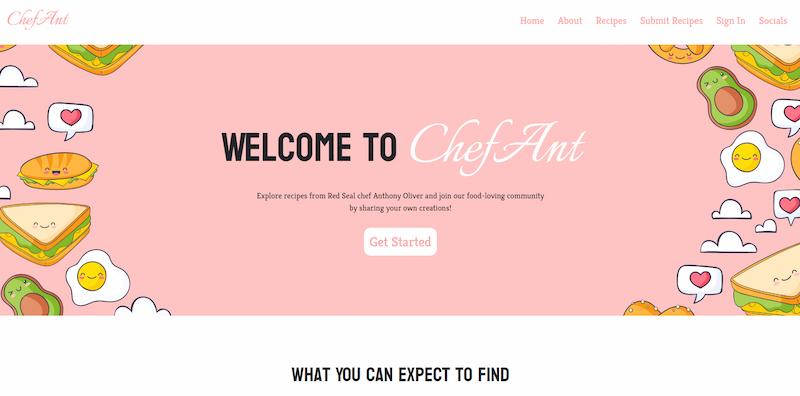 ChefAnt
Home About Recipes Submit Recipes Sign In Socials
WELCOME TO ChefAnt
Explore recipes from Red Seal chef Anthony Oliver and join our food-loving community
by sharing your own creations!
Get Started
WHAT YOU CAN EXPECT TO FIND